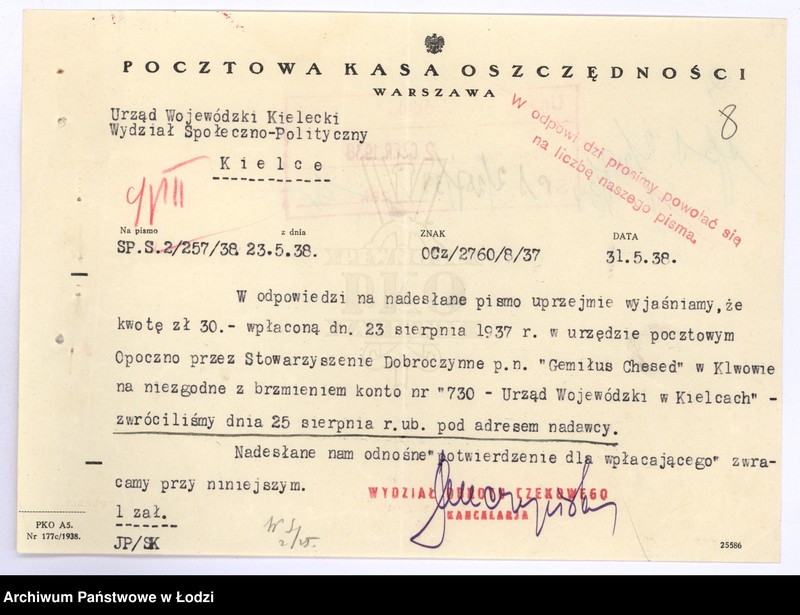 POCZTOWA KASA OSZCZĘDNOŚCI
WARSZAWA
8
Urząd Wojewódzki Kielecki
Wydział Społeczno-Polityczny
Kielce
W odpowiedzi prosimy powołać się
na liczbę naszego pisma.
Na pismo z dnia ZNAK DATA
SP.S.2/257/38. 23.5.38. OCz/2760/8/37 31.5.38.
W odpowiedzi na nadesłane pismo uprzejmie wyjaśniamy, że
kwotę zł 30.- wpłaconą dn. 23 sierpnia 1937 r. w urzędzie pocztowym
Opoczno przez Stowarzyszenie Dobroczynne p.n. "Gemiłus Chesed" w Klwowie
na niezgodne z brzmieniem konto nr "730 - Urząd Wojewódzki w Kielcach" -
zwróciliśmy dnia 25 sierpnia r.ub. pod adresem nadawcy.
Nadesłane nam odnośne "potwierdzenie dla wpłacającego" zwra-
camy przy niniejszym.
WYDZIAŁ OBROTU CZEKOWEGO
KANCELARJA
1 zał.
JP/SK
PKO A5.
Nr 177c/1938.
25586
Archiwum Państwowe w Łodzi